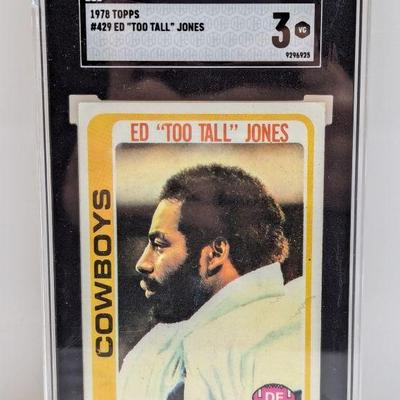 1978 TOPPS
#429 ED "TOO TALL" JONES
3 VG
9296925
ED "TOO TALL" JONES
COWBOYS
DE